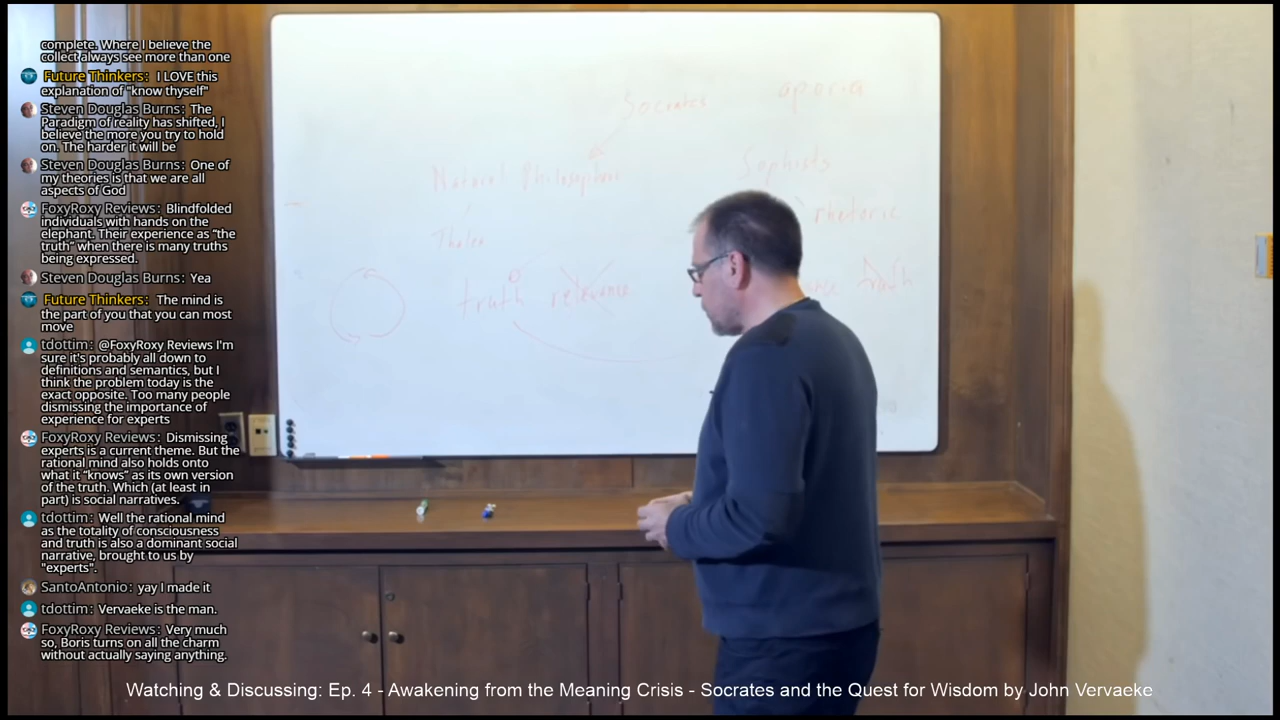 complete. Where I believe the
collect always see more than one
Future Thinkers: I LOVE this
explanation of "know thyself"
Steven Douglas Burns: The
Paradigm of reality has shifted, I
believe the more you try to hold
on. The harder it will be
Steven Douglas Burns: One of
my theories is that we are all
aspects of God
FoxyRoxy Reviews: Blindfolded
individuals with hands on the
elephant. Their experience as "the
truth" when there is many truths
being expressed.
Steven Douglas Burns: Yea
Future Thinkers: The mind is
the part of you that you can most
move
tdottim: @FoxyRoxy Reviews I'm
sure it's probably all down to
definitions and semantics, but I
think the problem today is the
exact opposite. Too many people
dismissing the importance of
experience for experts
FoxyRoxy Reviews: Dismissing
experts is a current theme. But the
rational mind also holds onto
what it "knows" as its own version
of the truth. Which (at least in
part) is social narratives.
tdottim: Well the rational mind
as the totality of consciousness
and truth is also a dominant social
narrative, brought to us by
"experts".
SantoAntonio: yay I made it
tdottim: Vervaeke is the man.
FoxyRoxy Reviews: Very much
so, Boris turns on all the charm
without actually saying anything.
Socrates aporia
Natural Philosophers Sophists
Thales rhetoric
truth relevance truth
Watching & Discussing: Ep. 4 - Awakening from the Meaning Crisis - Socrates and the Quest for Wisdom by John Vervaeke